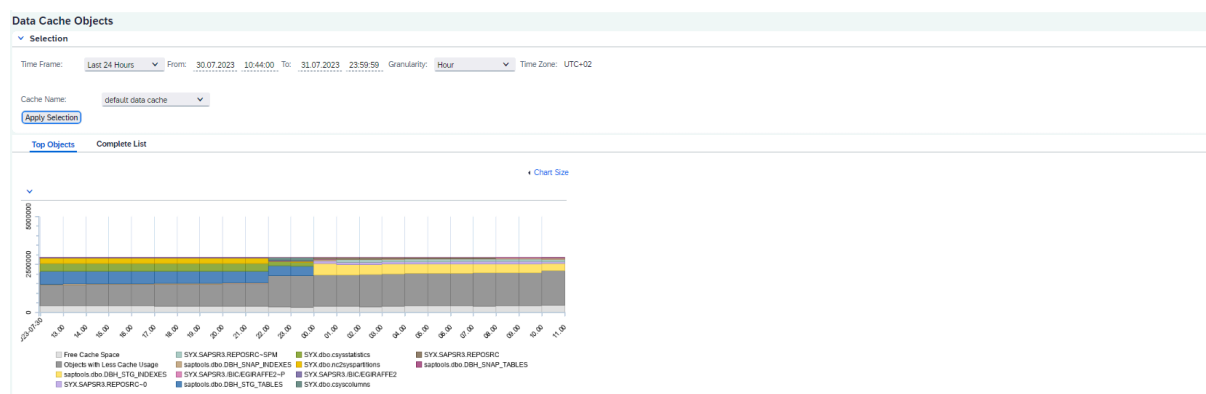 Data Cache Objects
Selection
Time Frame: Last 24 Hours From: 30.07.2023 10:44:00 To: 31.07.2023 23:59:59 Granularity: Hour Time Zone: UTC+02
Cache Name: default data cache
Apply Selection
Top Objects Complete List
Chart Size
5000000
2500000
0
23-07-30 13.00 14.00 15.00 16.00 17.00 18.00 19.00 20.00 21.00 22.00 23.00 00.00 01.00 02.00 03.00 04.00 05.00 06.00 07.00 08.00 09.00 10.00 11.00
Free Cache Space SYX.SAPSR3.REPOSRC~SPM SYX.dbo.csysstatistics SYX.SAPSR3.REPOSRC
Objects with Less Cache Usage saptools.dbo.DBH_SNAP_INDEXES SYX.dbo.nc2syspartitions saptools.dbo.DBH_SNAP_TABLES
saptools.dbo.DBH_STG_INDEXES SYX.SAPSR3./BIC/EGIRAFFE2~P SYX.SAPSR3./BIC/EGIRAFFE2
SYX.SAPSR3.REPOSRC~0 saptools.dbo.DBH_STG_TABLES SYX.dbo.csyscolumns